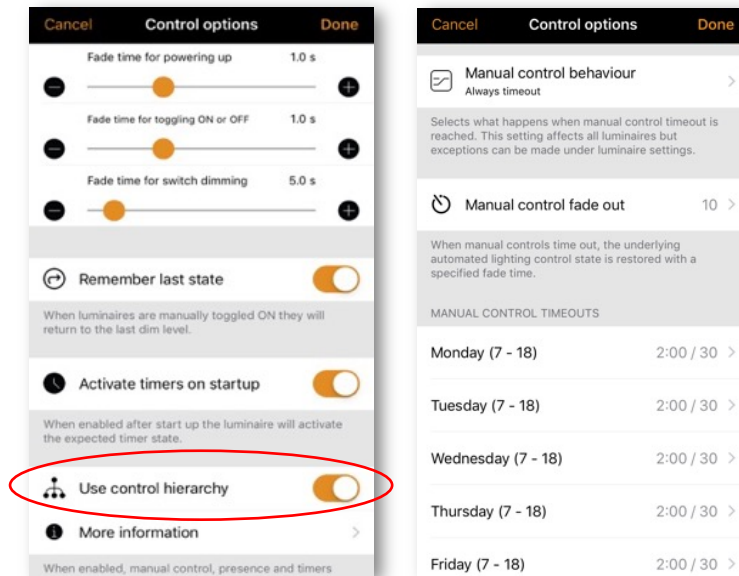 Cancel Control options Done
Fade time for powering up 1.0 s
Fade time for toggling ON or OFF 1.0 s
Fade time for switch dimming 5.0 s
Remember last state
When luminaires are manually toggled ON they will
return to the last dim level.
Activate timers on startup
When enabled after start up the luminaire will activate
the expected timer state.
Use control hierarchy
More information
When enabled, manual control, presence and timers
Cancel Control options Done
Manual control behaviour
Always timeout
Selects what happens when manual control timeout is
reached. This setting affects all luminaires but
exceptions can be made under luminaire settings.
Manual control fade out 10
When manual controls time out, the underlying
automated lighting control state is restored with a
specified fade time.
MANUAL CONTROL TIMEOUTS
Monday (7 - 18) 2:00 / 30
Tuesday (7 - 18) 2:00 / 30
Wednesday (7 - 18) 2:00 / 30
Thursday (7 - 18) 2:00 / 30
Friday (7 - 18) 2:00 / 30